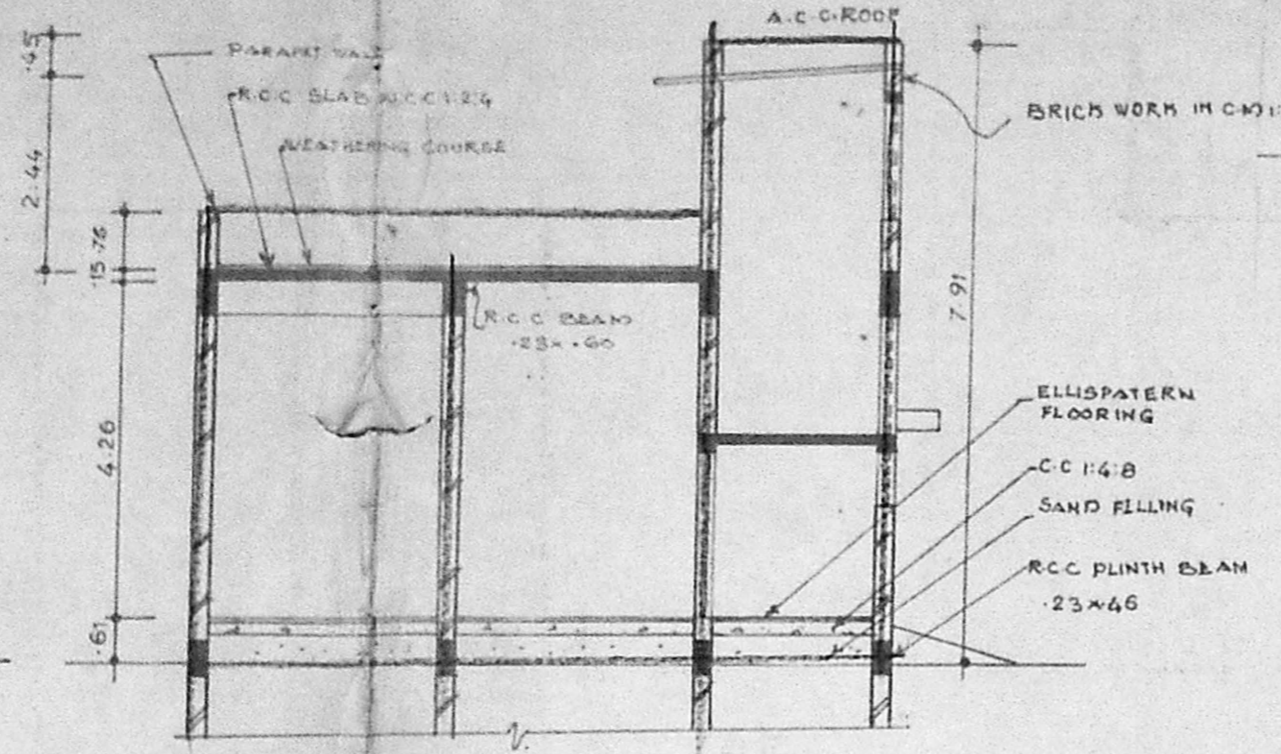 A.C.C. ROOF
PARAPET WALL
R.C.C SLAB IN C.C 1:2:4
WEATHERING COURSE
BRICK WORK IN C.M 1:
.45
2.44
.76
.15
4.26
.61
7.91
R.C.C BEAM
.23 x .60
ELLISPATERN
FLOORING
C.C 1:4:8
SAND FILLING
R.C.C PLINTH BEAM
.23 x .46